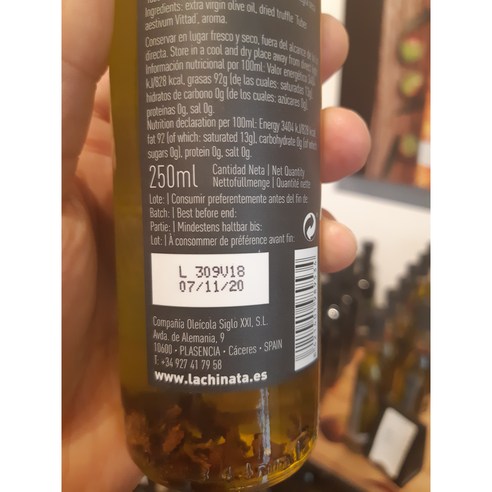 Ingredients: extra virgin olive oil, dried truffle 'Tuber
aestivum Vittad', aroma.
Conservar en lugar fresco y seco, fuera del alcance de la
directa. Store in a cool and dry place away from direct
Información nutricional por 100ml. Valor energético
kJ/828 kcal, grasas 92g (de las cuales: saturadas 13g),
hidratos de carbono 0g (de los cuales: azúcares 0g),
proteínas 0g, sal 0g.
Nutrition declaration per 100ml: Energy 3404 kJ/828 kcal,
fat 92 (of which: saturated 13g), carbohydrate 0g (of which
sugars 0g), protein 0g, salt 0g.
250ml
Cantidad Neta | Net Quantity
Nettofüllmenge | Quantité nette
Lote: | Consumir preferentemente antes del fin de:
Batch: | Best before end:
Partie: | Mindestens haltbar bis:
Lot: | À consommer de préférence avant fin:
L 309V18
07/11/20
Compañía Oleícola Siglo XXI, S.L.
Avda. de Alemania, 9
10600 • PLASENCIA • Cáceres • SPAIN
T: +34 927 41 79 58
www.lachinata.es